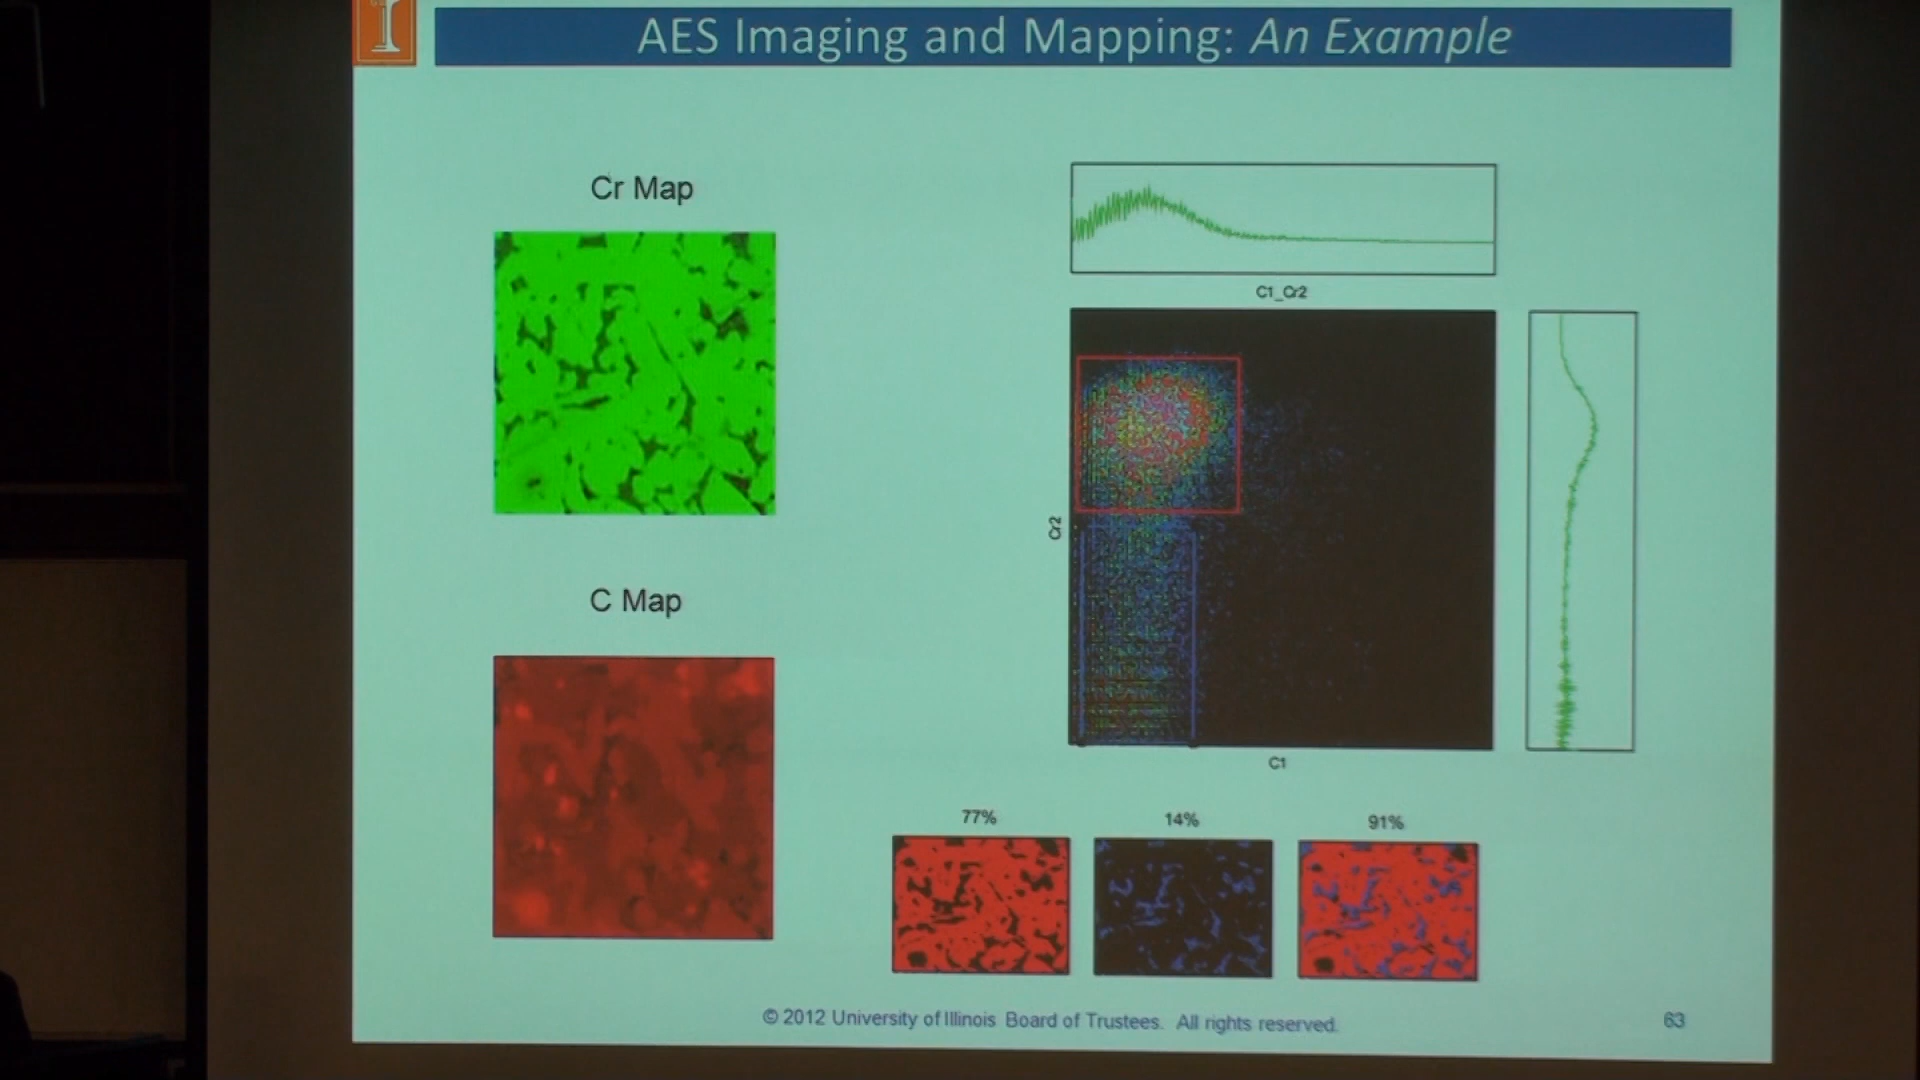 AES Imaging and Mapping: An Example
Cr Map
C Map
C1_Cr2
Cr2
C1
77%
14%
91%
© 2012 University of Illinois Board of Trustees. All rights reserved.
63